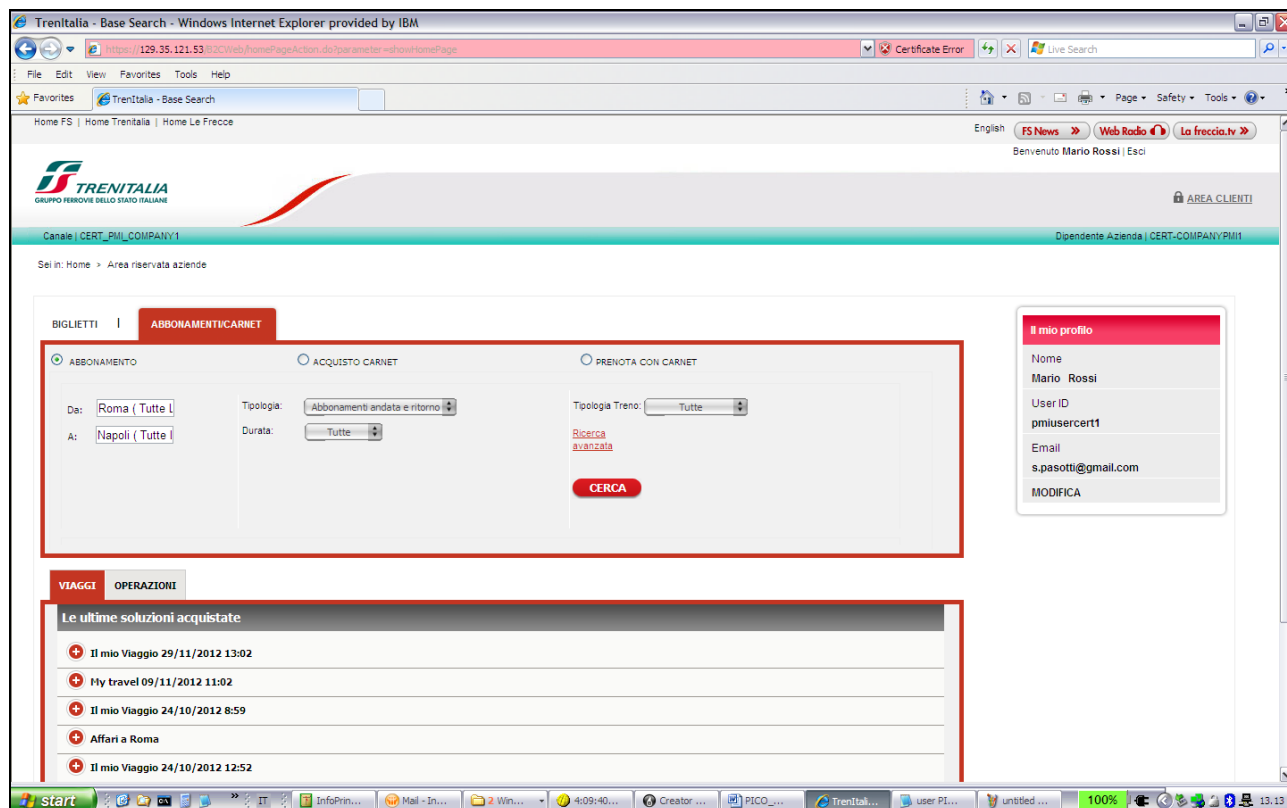 TrenItalia - Base Search - Windows Internet Explorer provided by IBM
https://129.35.121.53/B2CWeb/homePageAction.do?parameter=showHomePage
Certificate Error
Live Search
File Edit View Favorites Tools Help
Favorites
TrenItalia - Base Search
Page Safety Tools
Home FS | Home Trenitalia | Home Le Frecce
English
FS News
Web Radio
La freccia.tv
Benvenuto Mario Rossi | Esci
TRENITALIA
GRUPPO FERROVIE DELLO STATO ITALIANE
AREA CLIENTI
Canale | CERT_PMI_COMPANY1
Dipendente Azienda | CERT-COMPANYPMI1
Sei in: Home > Area riservata aziende
BIGLIETTI | ABBONAMENTI/CARNET
ABBONAMENTO
ACQUISTO CARNET
PRENOTA CON CARNET
Da: Roma ( Tutte L
Tipologia: Abbonamenti andata e ritorno
Tipologia Treno: Tutte
A: Napoli ( Tutte l
Durata: Tutte
Ricerca
avanzata
CERCA
Il mio profilo
Nome
Mario Rossi
User ID
pmiusercert1
Email
s.pasotti@gmail.com
MODIFICA
VIAGGI OPERAZIONI
Le ultime soluzioni acquistate
Il mio Viaggio 29/11/2012 13:02
My travel 09/11/2012 11:02
Il mio Viaggio 24/10/2012 8:59
Affari a Roma
Il mio Viaggio 24/10/2012 12:52
start
IT
InfoPrin...
Mail - In...
2 Win...
4:09:40...
Creator ...
PICO_...
TrenItali...
user PI...
untitled ...
100%